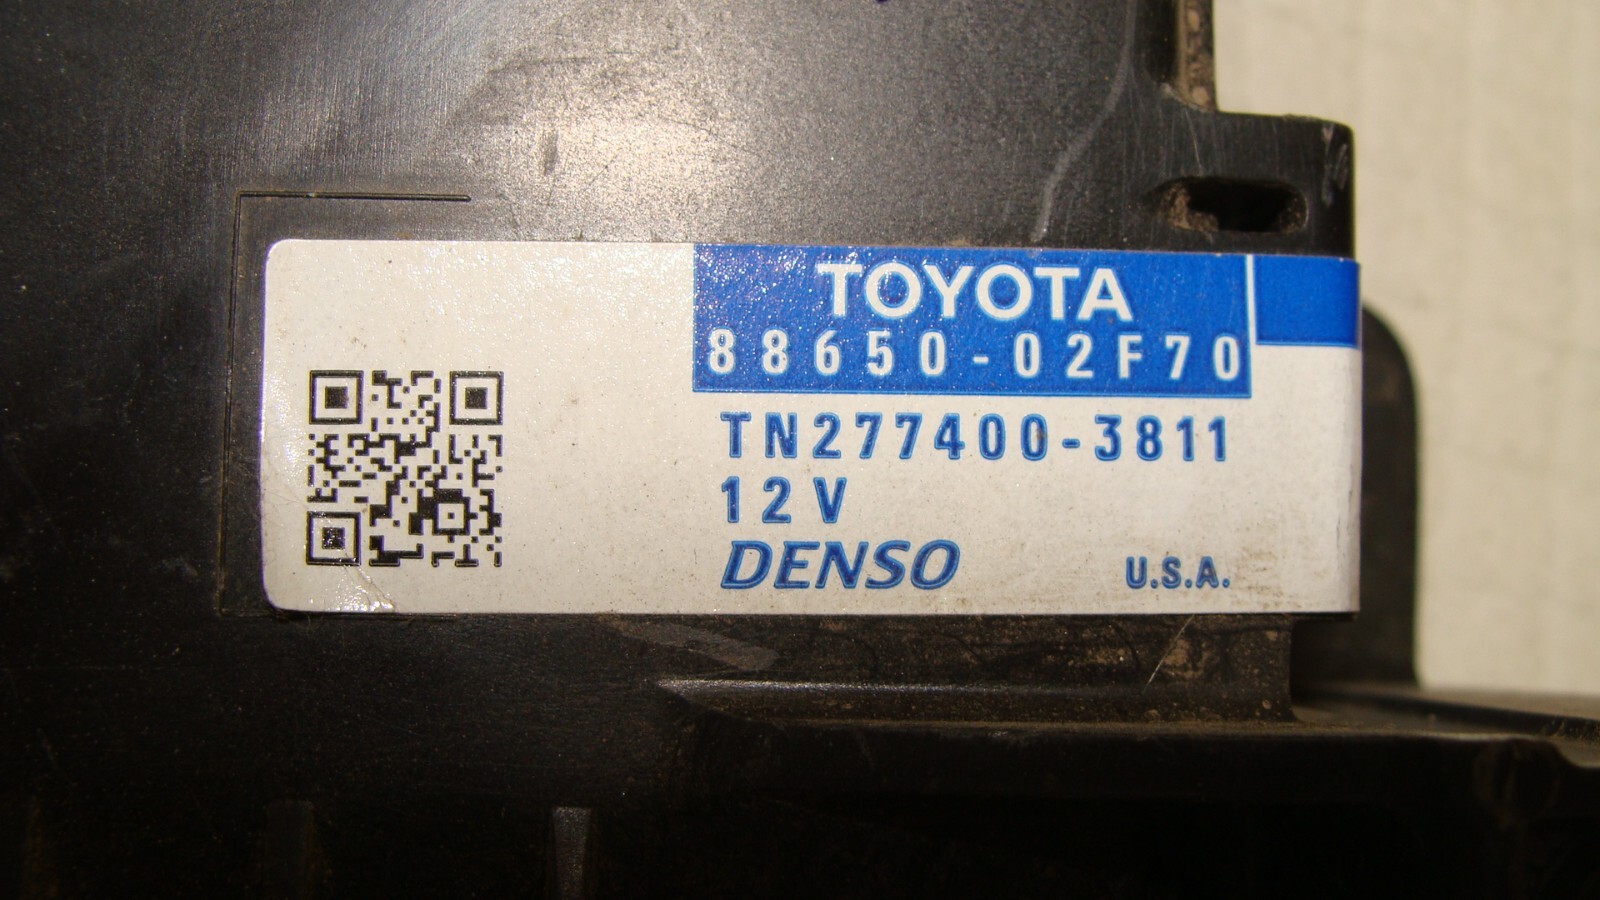 TOYOTA
88650-02F70
TN277400-3811
12V
DENSO
U.S.A.